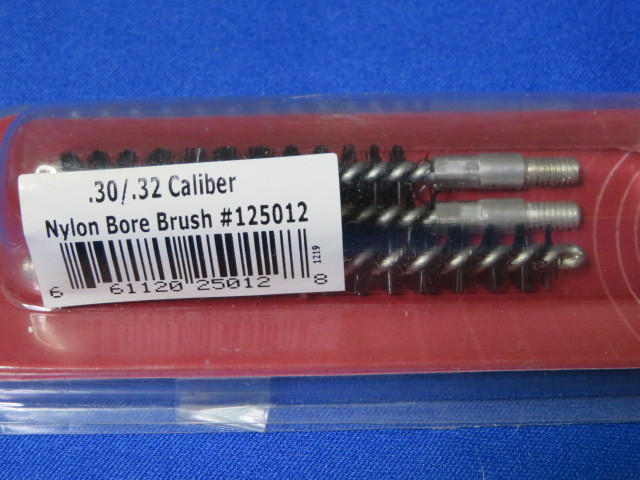 .30/.32 Caliber
Nylon Bore Brush #125012
1219
6 61120 25012 8